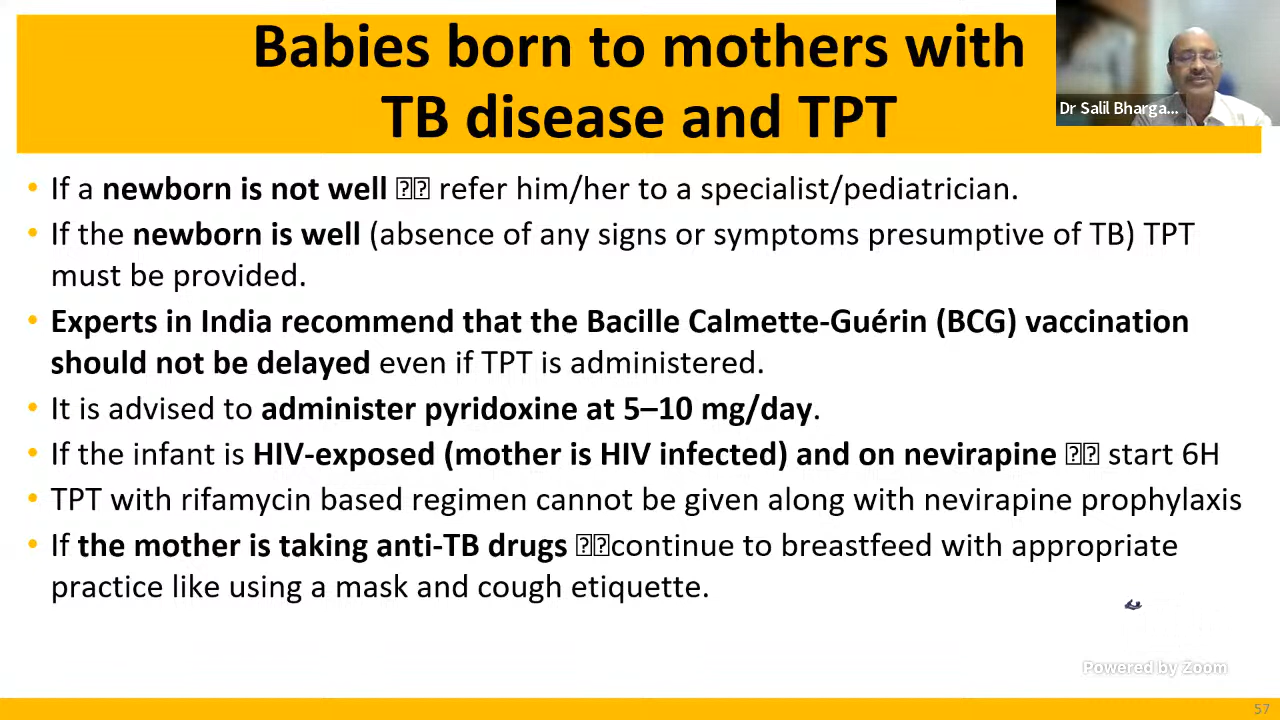 Babies born to mothers with
TB disease and TPT
Dr Salil Bharga...
• If a newborn is not well refer him/her to a specialist/pediatrician.
• If the newborn is well (absence of any signs or symptoms presumptive of TB) TPT
must be provided.
• Experts in India recommend that the Bacille Calmette-Guérin (BCG) vaccination
should not be delayed even if TPT is administered.
• It is advised to administer pyridoxine at 5–10 mg/day.
• If the infant is HIV-exposed (mother is HIV infected) and on nevirapine start 6H
• TPT with rifamycin based regimen cannot be given along with nevirapine prophylaxis
• If the mother is taking anti-TB drugs continue to breastfeed with appropriate
practice like using a mask and cough etiquette.
Powered by Zoom
57